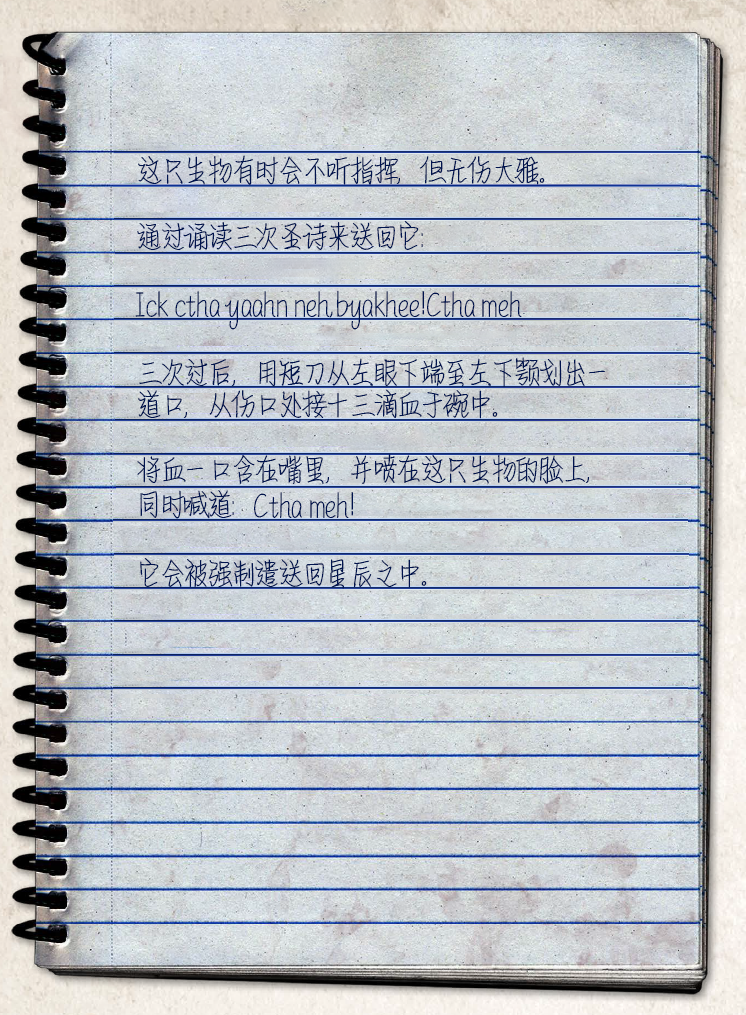 这只生物有时会不听指挥，但无伤大雅。
通过诵读三次圣诗来送回它：
Ick ctha yaahn neh byakhee!Ctha meh
三次过后，用短刀从左眼下端至左下颚划出一
道口，从伤口处接十三滴血于碗中。
将血一口含在嘴里，并喷在这只生物的脸上，
同时喊道：Ctha meh!
它会被强制遣送回星辰之中。